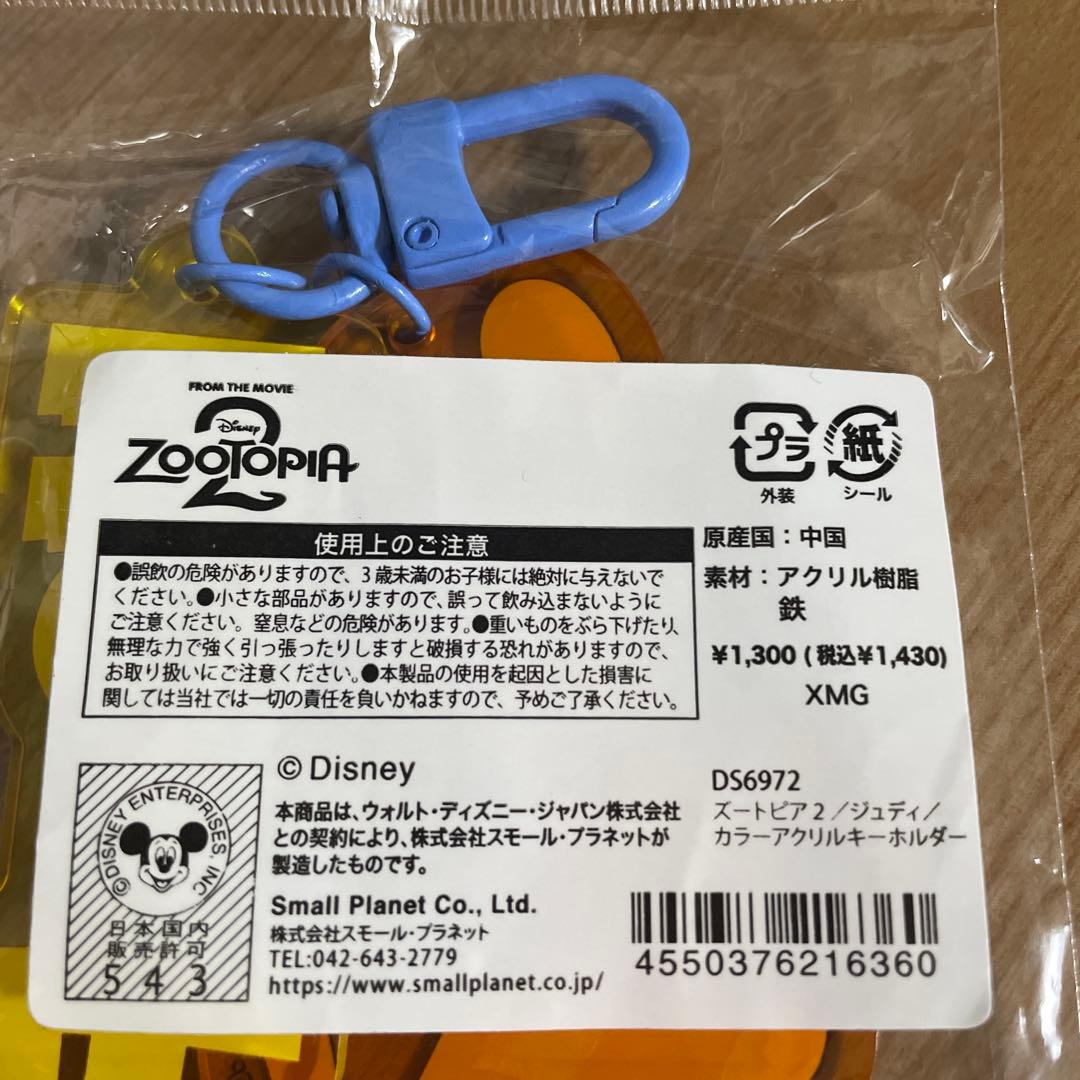 FROM THE MOVIE
Disney
ZOOTOPIA
2
プラ
外装
紙
シール
使用上のご注意
●誤飲の危険がありますので、3歳未満のお子様には絶対に与えないで
ください。●小さな部品がありますので、誤って飲み込まないように
ご注意ください。窒息などの危険があります。●重いものをぶら下げたり、
無理な力で強く引っ張ったりしますと破損する恐れがありますので、
お取り扱いにご注意ください。●本製品の使用を起因とした損害に
関しては当社では一切の責任を負いかねますので、予めご了承ください。
原産国：中国
素材：アクリル樹脂
鉄
¥1,300 (税込¥1,430)
XMG
©DISNEY ENTERPRISES, INC
日本国内
販売許可
543
©Disney
本商品は、ウォルト・ディズニー・ジャパン株式会社
との契約により、株式会社スモール・プラネットが
製造したものです。
Small Planet Co., Ltd.
株式会社スモール・プラネット
TEL:042-643-2779
https://www.smallplanet.co.jp/
DS6972
ズートピア2/ジュディ/
カラーアクリルキーホルダー
4550376216360